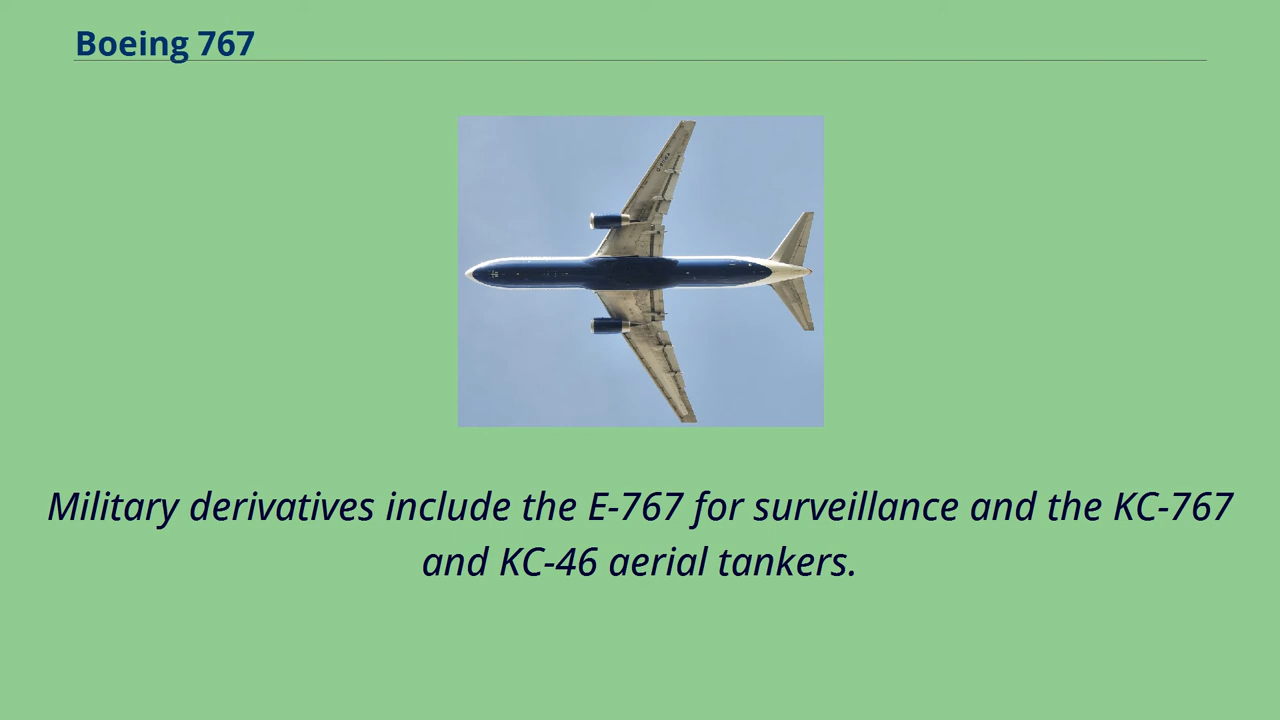 Boeing 767
Military derivatives include the E-767 for surveillance and the KC-767
and KC-46 aerial tankers.